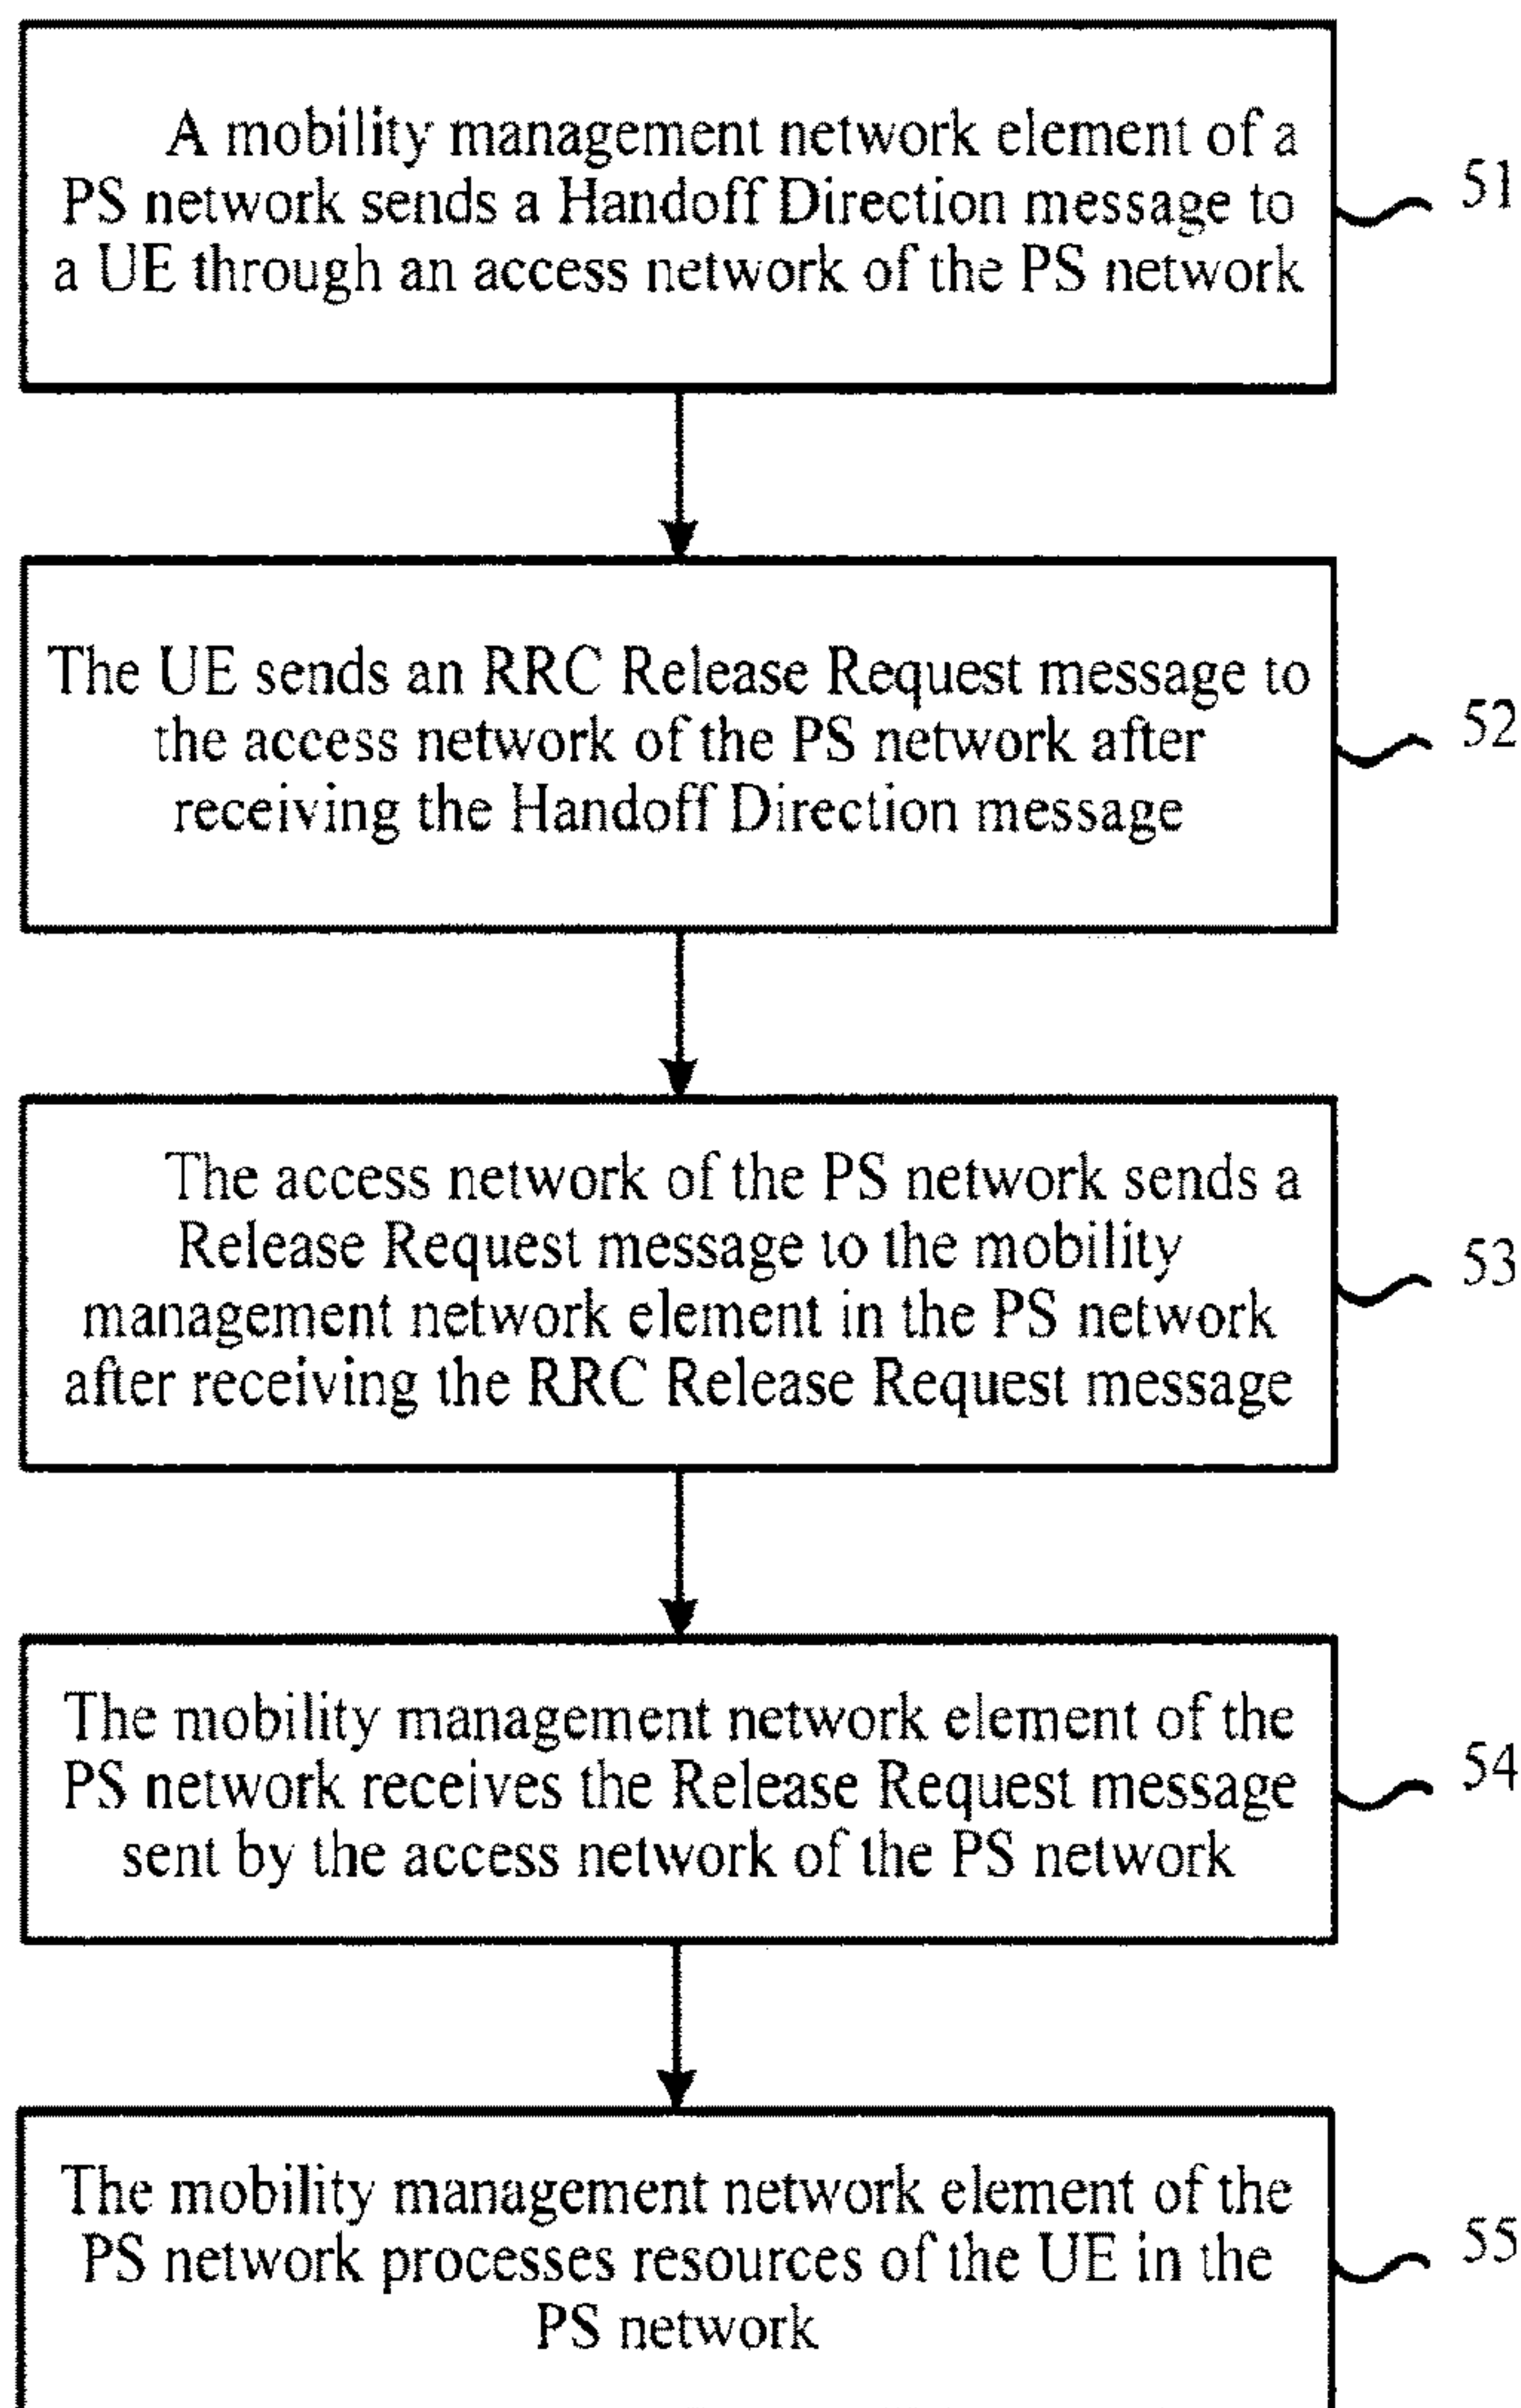 A mobility management network element of a
PS network sends a Handoff Direction message to
a UE through an access network of the PS network
51
The UE sends an RRC Release Request message to
the access network of the PS network after
receiving the Handoff Direction message
52
The access network of the PS network sends a
Release Request message to the mobility
management network element in the PS network
after receiving the RRC Release Request message
53
The mobility management network element of the
PS network receives the Release Request message
sent by the access network of the PS network
54
The mobility management network element of the
PS network processes resources of the UE in the
PS network
55